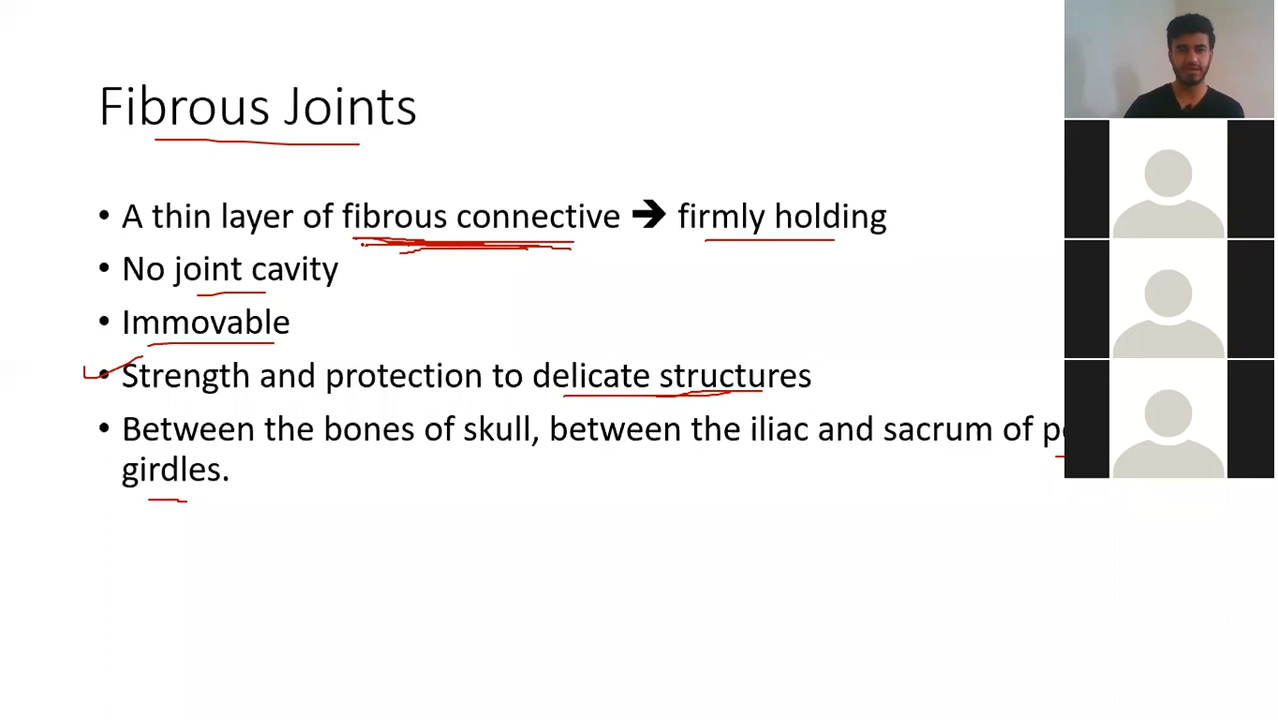 Fibrous Joints
• A thin layer of fibrous connective ➔ firmly holding
• No joint cavity
• Immovable
• Strength and protection to delicate structures
• Between the bones of skull, between the iliac and sacrum of
girdles.